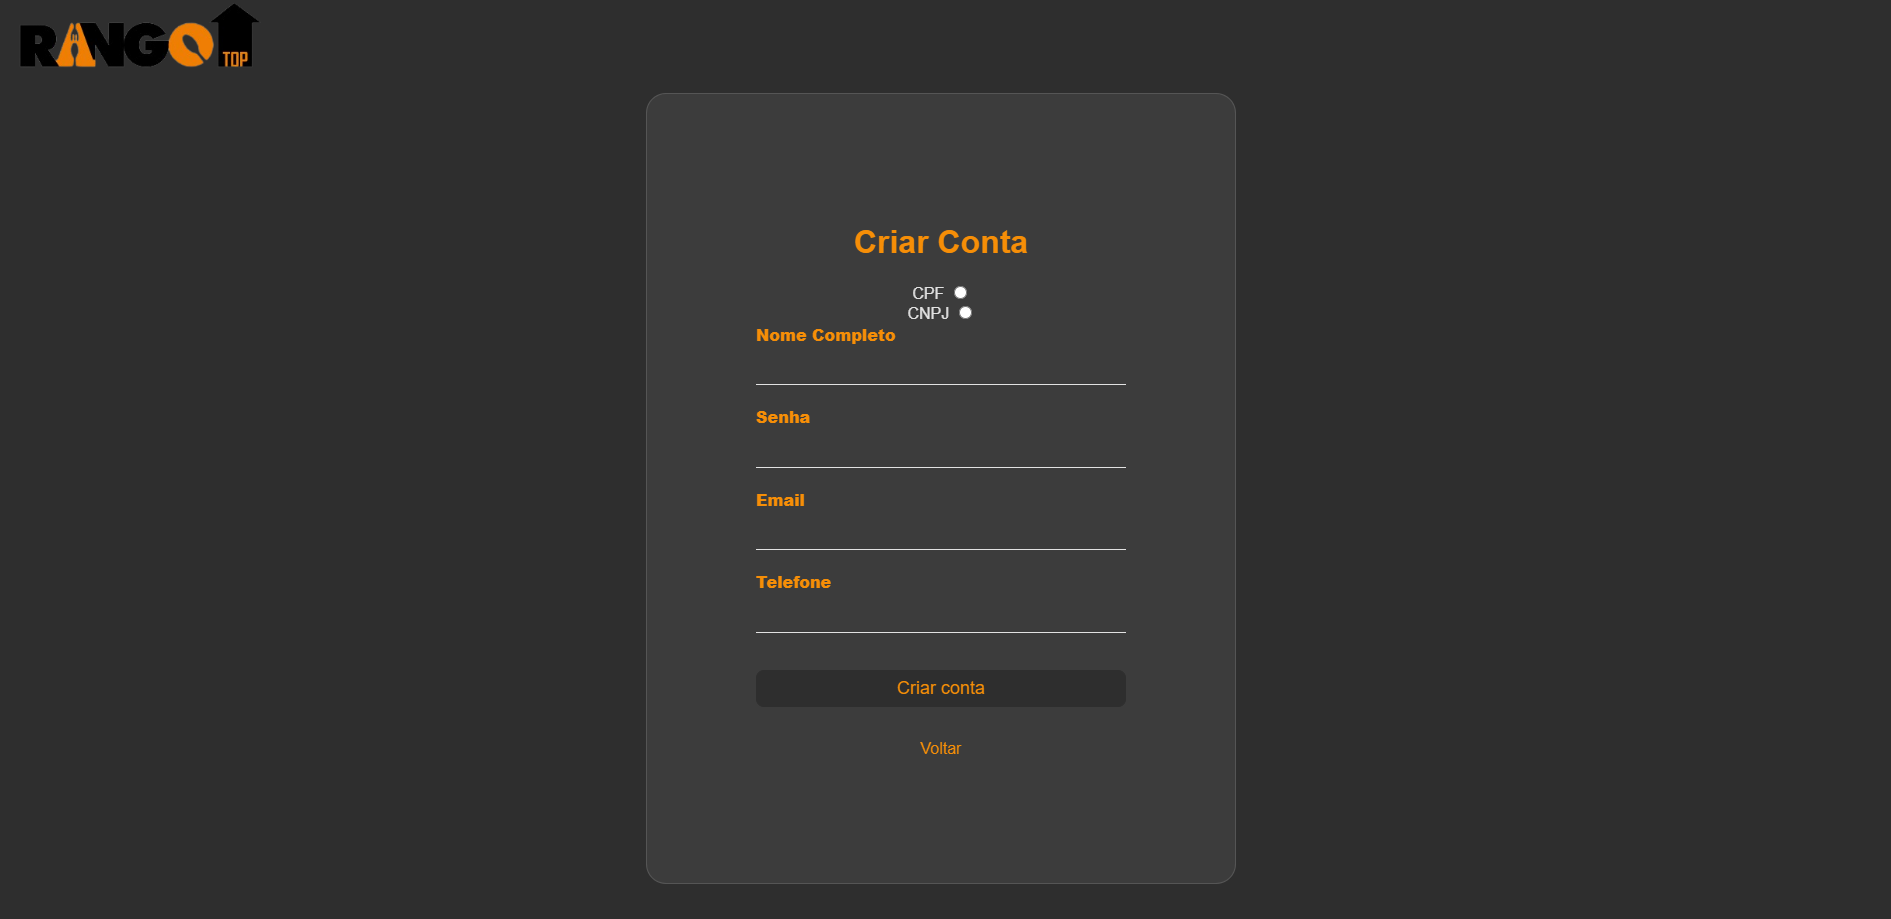 RANGO
TOP
Criar Conta
CPF
CNPJ
Nome Completo
Senha
Email
Telefone
Criar conta
Voltar